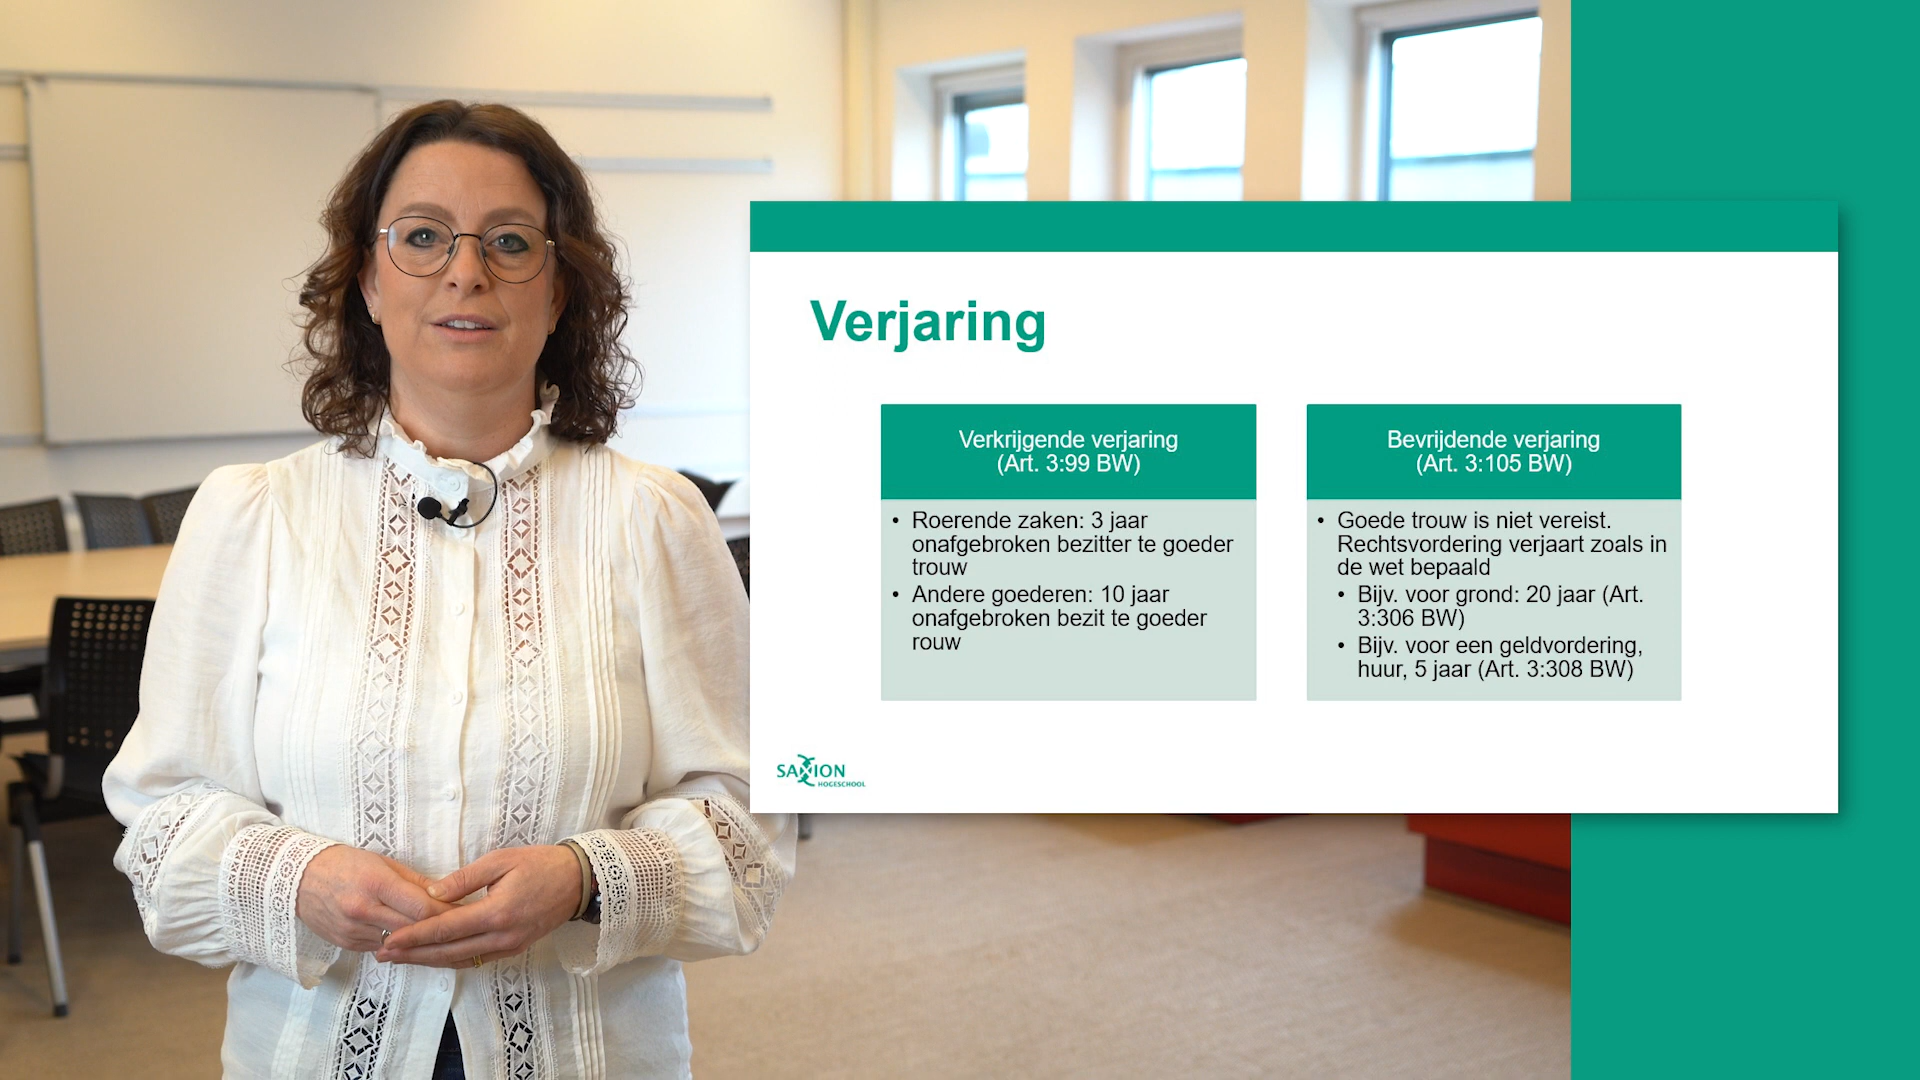 Verjaring
Verkrijgende verjaring
(Art. 3:99 BW)
• Roerende zaken: 3 jaar
onafgebroken bezitter te goeder
trouw
• Andere goederen: 10 jaar
onafgebroken bezit te goeder
rouw
Bevrijdende verjaring
(Art. 3:105 BW)
• Goede trouw is niet vereist.
Rechtsvordering verjaart zoals in
de wet bepaald
• Bijv. voor grond: 20 jaar (Art.
3:306 BW)
• Bijv. voor een geldvordering,
huur, 5 jaar (Art. 3:308 BW)
SAXION
HOGESCHOOL